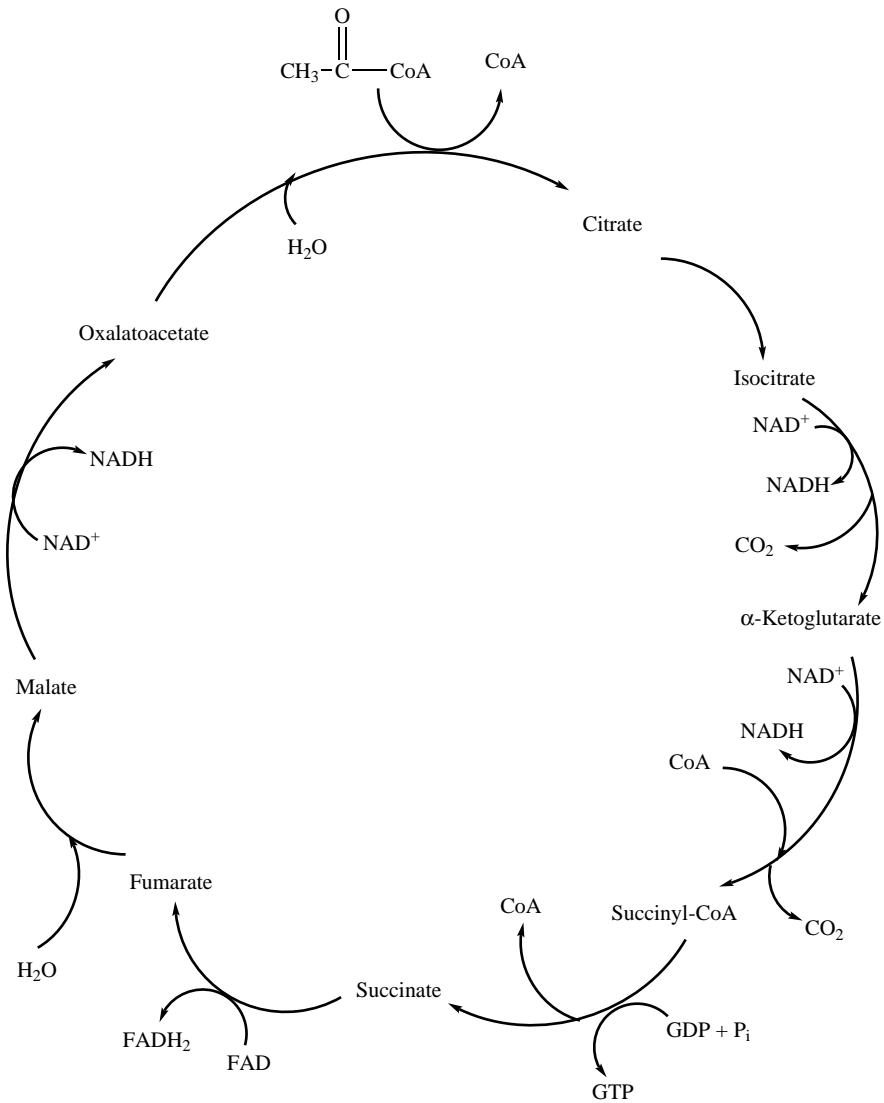 O
CH₃–C–CoA
CoA
Citrate
H₂O
Oxalatoacetate
Isocitrate
NAD⁺
NADH
NADH
CO₂
NAD⁺
α-Ketoglutarate
NAD⁺
Malate
NADH
CoA
Fumarate
CoA
Succinyl-CoA
CO₂
H₂O
Succinate
GDP + Pᵢ
FADH₂
FAD
GTP